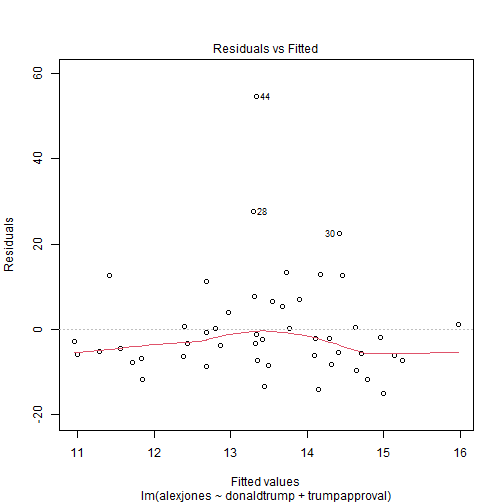 Residuals vs Fitted
60
44
40
28
30
20
0
-20
Residuals
11 12 13 14 15 16
Fitted values
lm(alexjones ~ donaldtrump + trumpapproval)